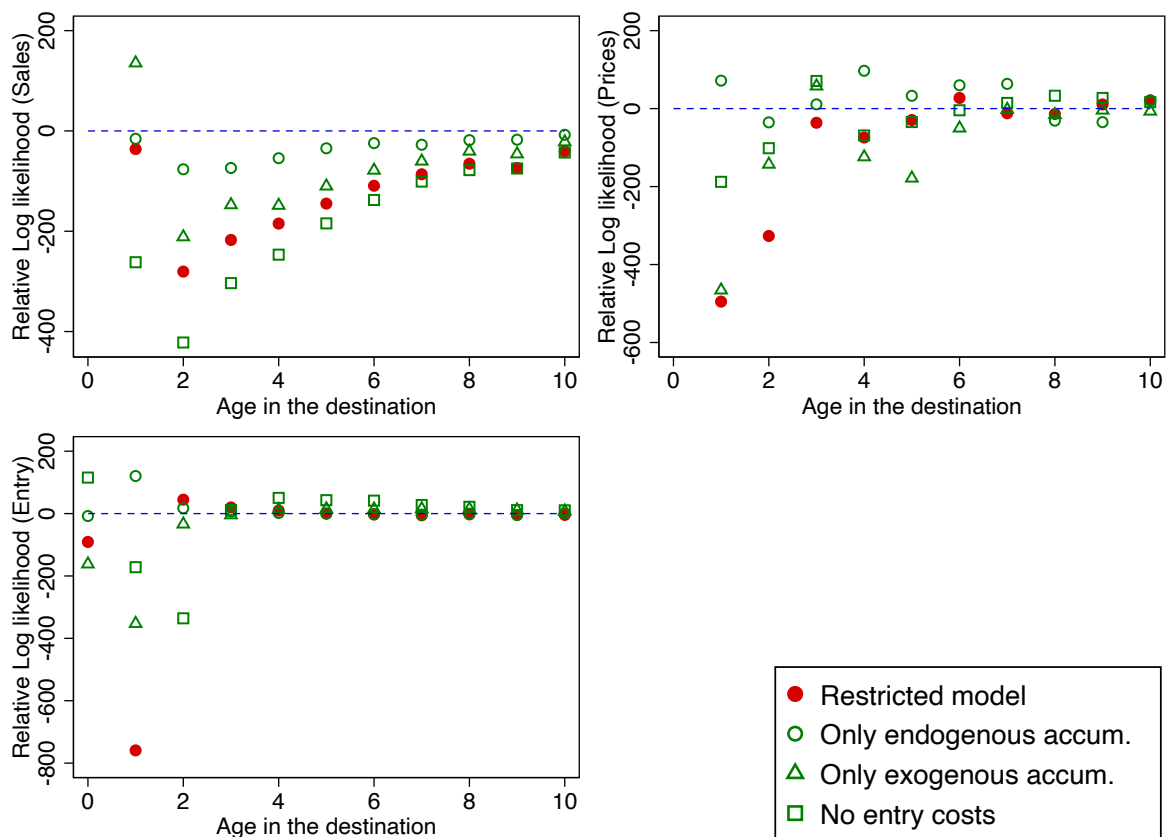 Relative Log likelihood (Sales)
200
0
-200
-400
0 2 4 6 8 10
Age in the destination
Relative Log likelihood (Prices)
200
0
-200
-400
-600
0 2 4 6 8 10
Age in the destination
Relative Log likelihood (Entry)
200
0
-200
-400
-600
-800
0 2 4 6 8 10
Age in the destination
Restricted model
Only endogenous accum.
Only exogenous accum.
No entry costs